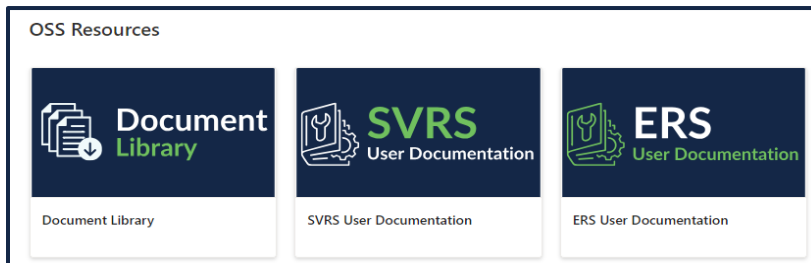 OSS Resources
Document
Library
SVRS
User Documentation
ERS
User Documentation
Document Library
SVRS User Documentation
ERS User Documentation